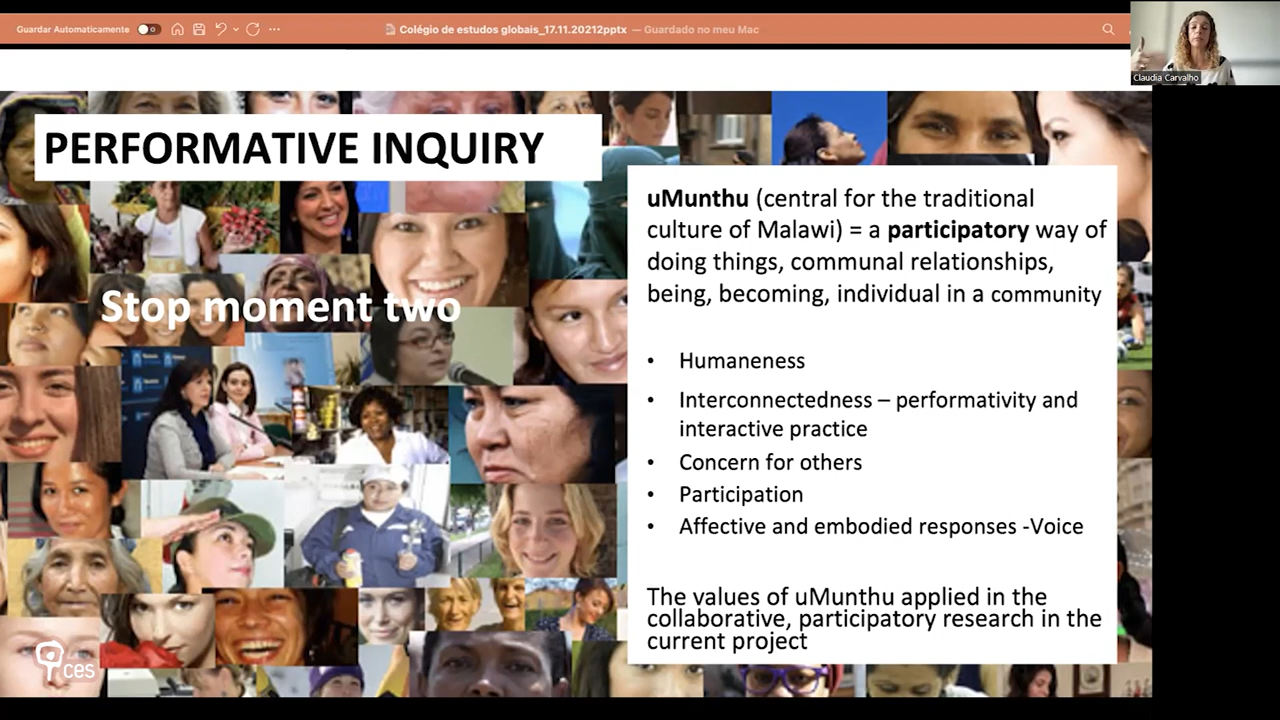 Guardar Automaticamente
Colégio de estudos globais_17.11.20212pptx — Guardado no meu Mac
Claudia Carvalho
PERFORMATIVE INQUIRY
Stop moment two
uMunthu (central for the traditional
culture of Malawi) = a participatory way of
doing things, communal relationships,
being, becoming, individual in a community
• Humaneness
• Interconnectedness – performativity and
interactive practice
• Concern for others
• Participation
• Affective and embodied responses -Voice
The values of uMunthu applied in the
collaborative, participatory research in the
current project
ces